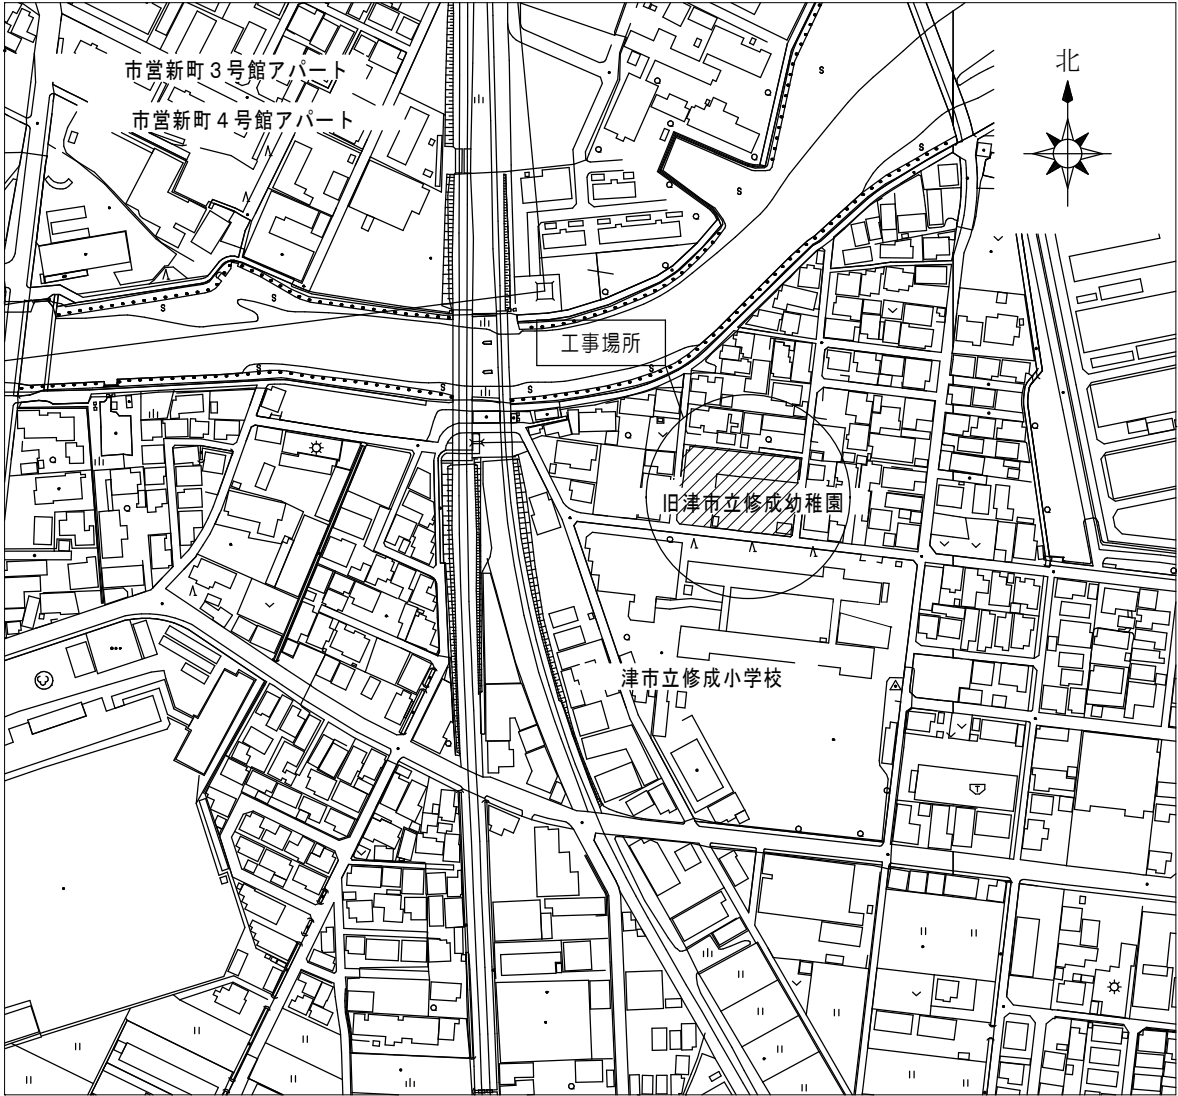 市営新町３号館アパート
北
市営新町４号館アパート
工事場所
旧津市立修成幼稚園
津市立修成小学校